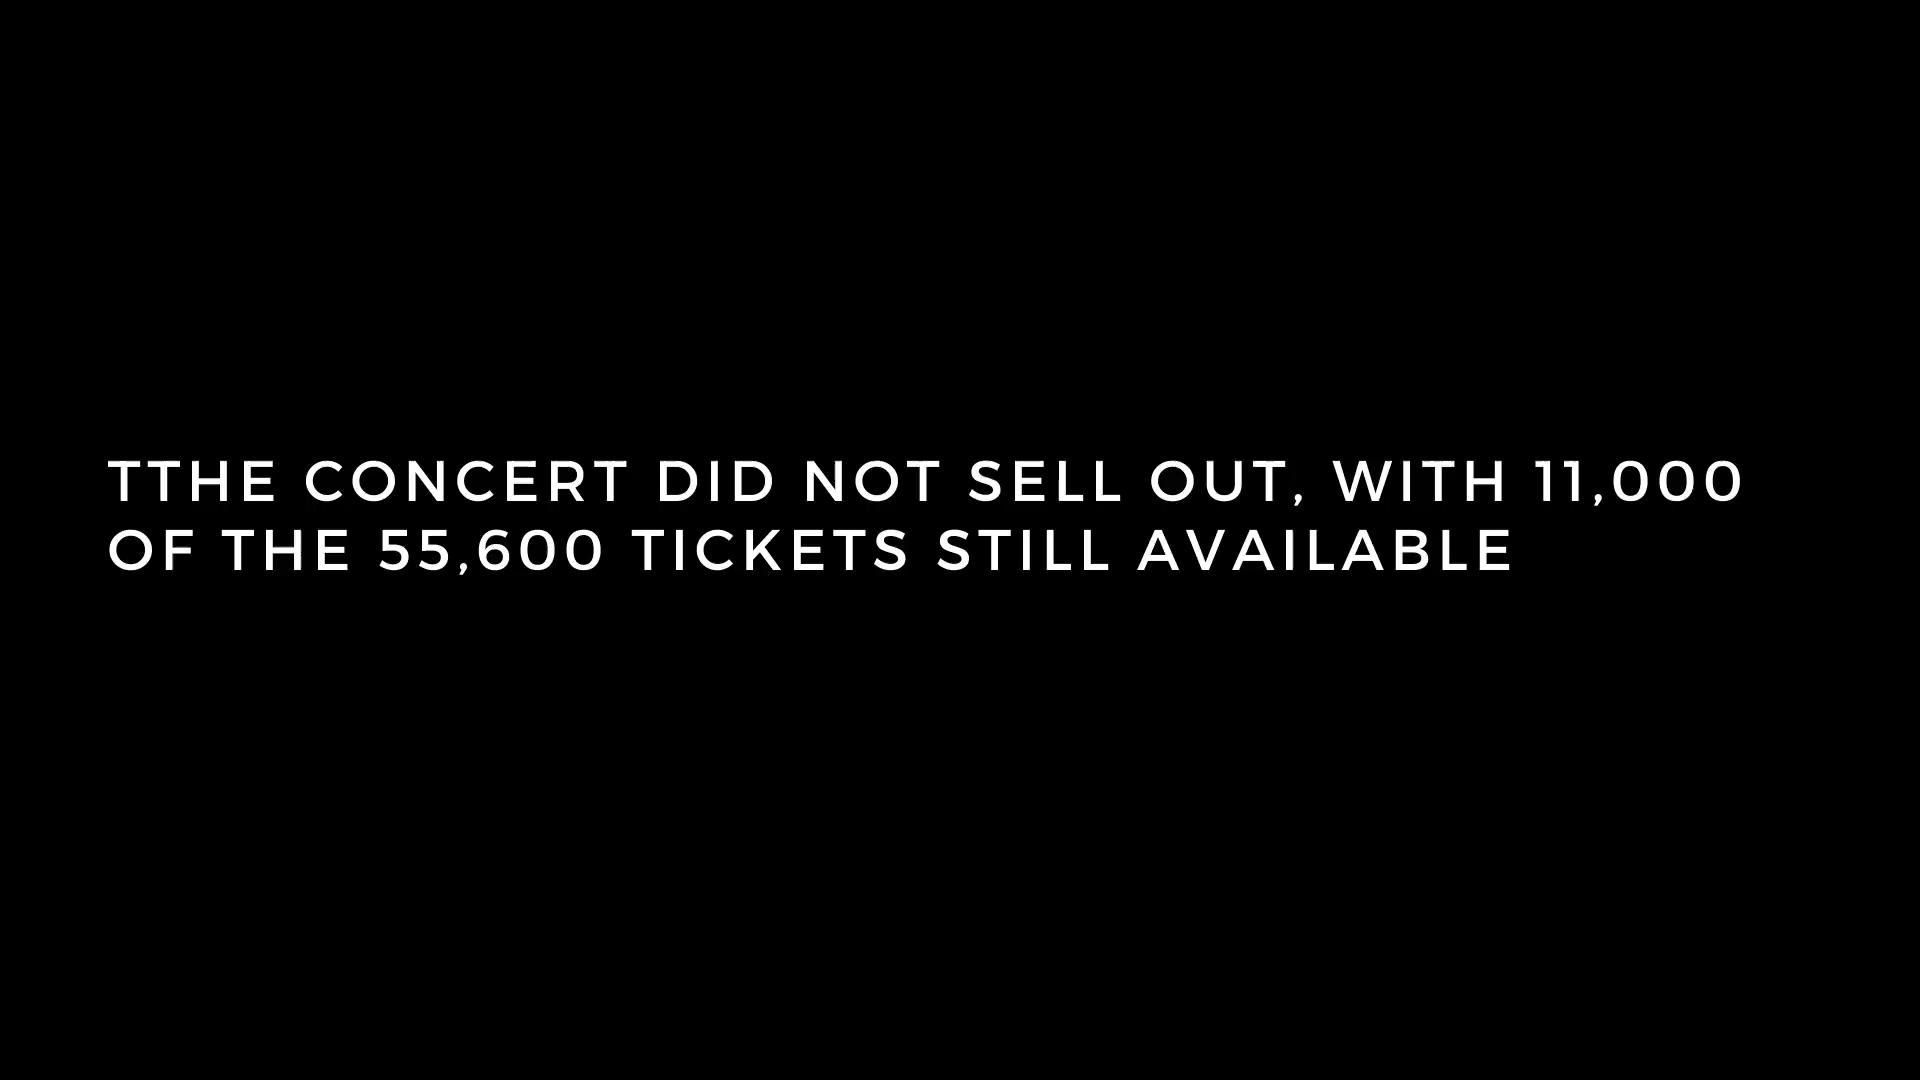 TTHE CONCERT DID NOT SELL OUT, WITH 11,000
OF THE 55,600 TICKETS STILL AVAILABLE